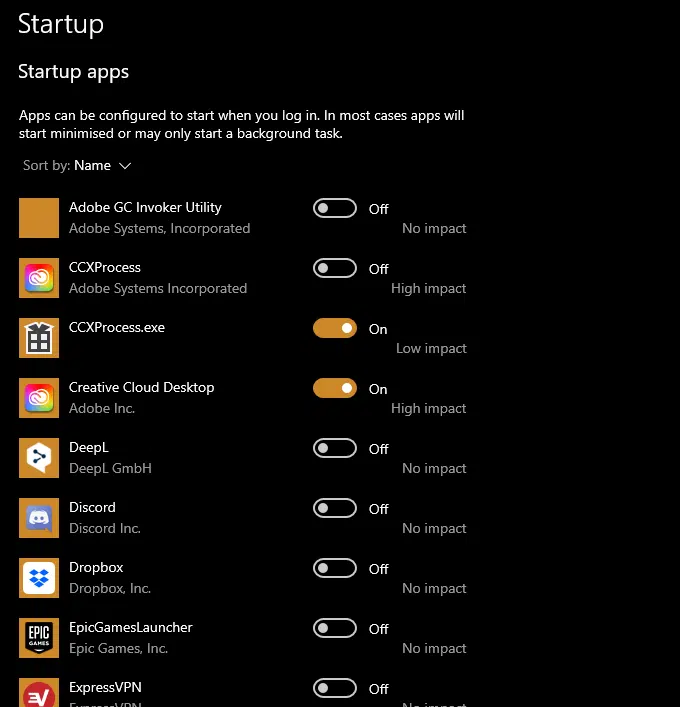 Startup
Startup apps
Apps can be configured to start when you log in. In most cases apps will
start minimised or may only start a background task.
Sort by: Name
Adobe GC Invoker Utility
Off
Adobe Systems, Incorporated
No impact
CCXProcess
Off
Adobe Systems Incorporated
High impact
CCXProcess.exe
On
Low impact
Creative Cloud Desktop
On
Adobe Inc.
High impact
DeepL
Off
DeepL GmbH
No impact
Discord
Off
Discord Inc.
No impact
Dropbox
Off
Dropbox, Inc.
No impact
EPIC
GAMES
EpicGamesLauncher
Off
Epic Games, Inc.
No impact
ExpressVPN
Off
ExpressVPN
No impact